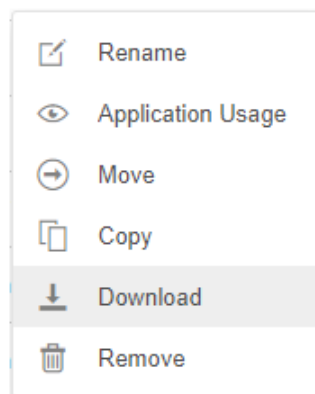 Rename
Application Usage
Move
Copy
Download
Remove